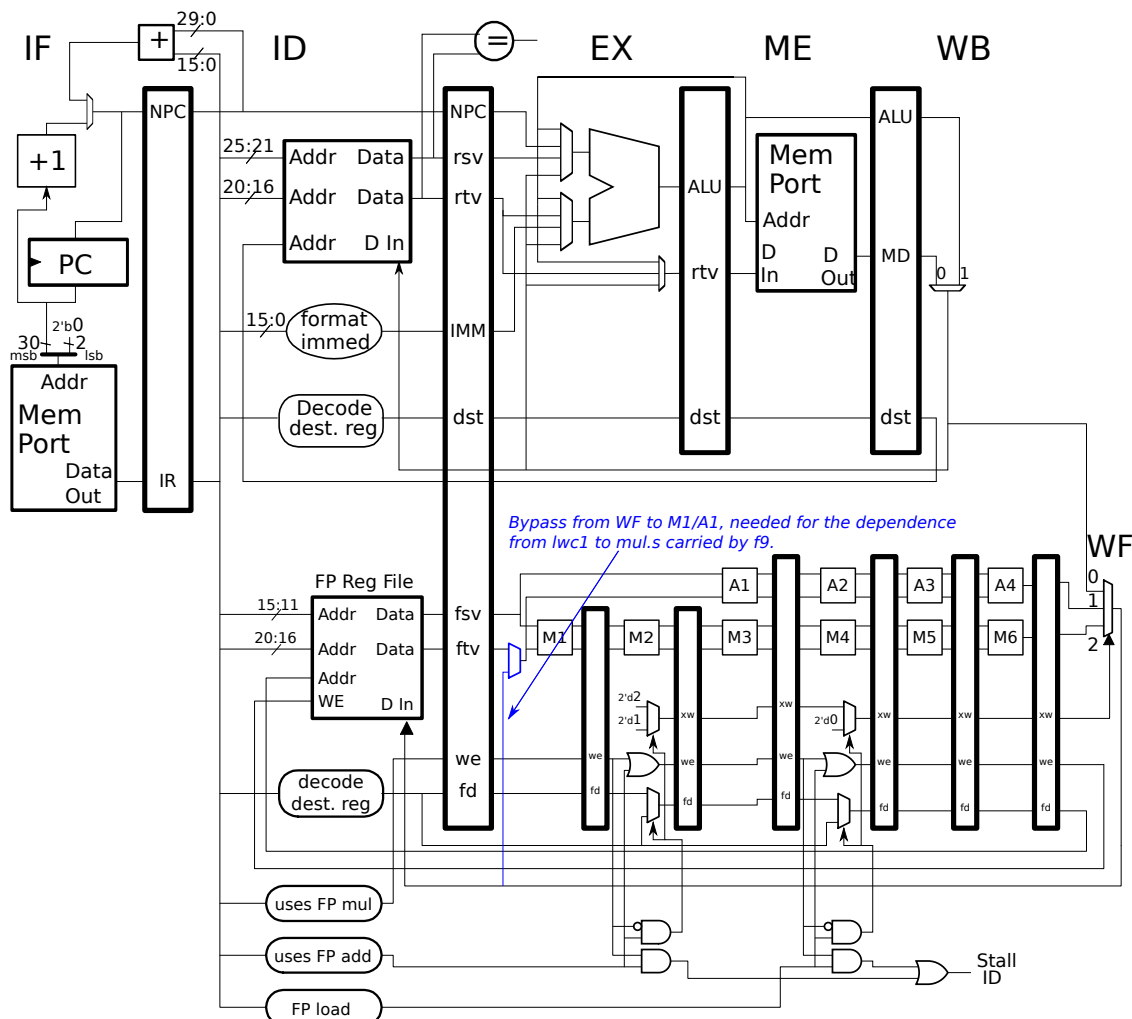 IF
ID
EX
ME
WB
29:0
15:0
+
=
NPC
NPC
ALU
+1
25:21
Addr
Data
rsv
20:16
Addr
Data
rtv
Addr
D In
ALU
Mem
Port
Addr
D
In
D
Out
MD
0
1
PC
rtv
15:0
format
immed
IMM
30
2'b0
2
msb
lsb
Addr
Mem
Port
Data
Out
Decode
dest. reg
dst
dst
dst
IR
Bypass from WF to M1/A1, needed for the dependence
from lwc1 to mul.s carried by f9.
WF
FP Reg File
15:11
Addr
Data
fsv
20:16
Addr
Data
ftv
Addr
WE
D In
A1
A2
A3
A4
M1
M2
M3
M4
M5
M6
0
1
2
2'd2
2'd1
xw
xw
2'd0
xw
xw
xw
we
we
we
we
we
we
we
decode
dest. reg
fd
fd
fd
fd
fd
fd
fd
uses FP mul
uses FP add
FP load
Stall
ID